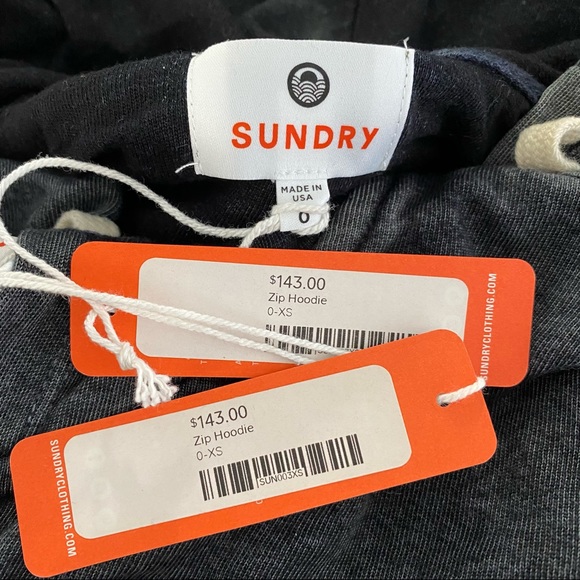 SUNDRY
MADE IN
USA
0
$143.00
Zip Hoodie
0-XS
SUNDRYCLOTHING.COM
$143.00
Zip Hoodie
0-XS
SUN003XS
SUNDRYCLOTHING.COM